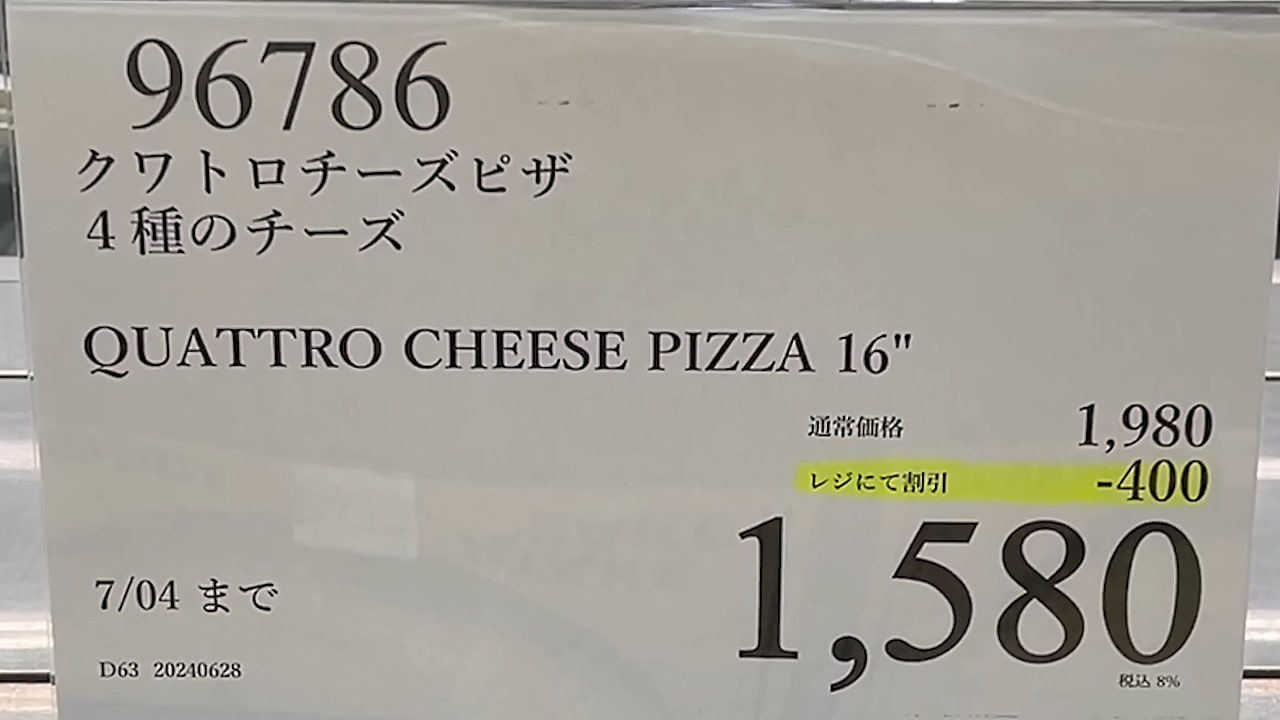 96786
クワトロチーズピザ
４種のチーズ
QUATTRO CHEESE PIZZA 16"
通常価格 1,980
レジにて割引 -400
1,580
7/04 まで
税込 8%
D63 20240628